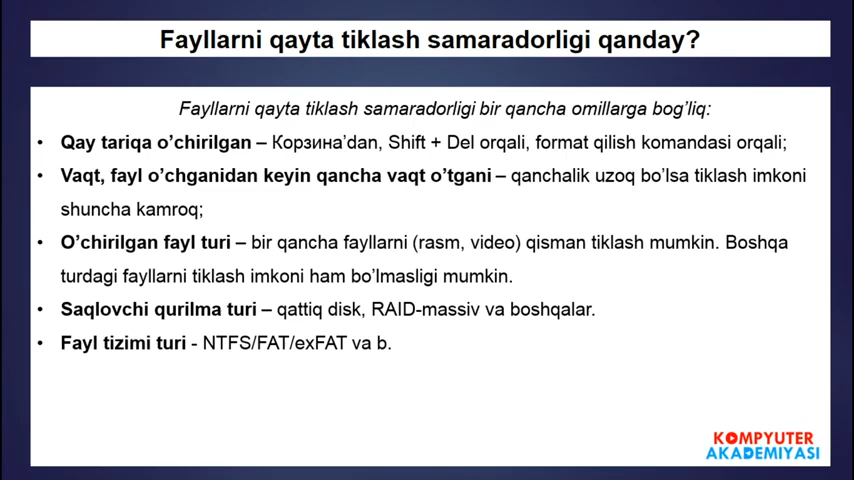 Fayllarni qayta tiklash samaradorligi qanday?
Fayllarni qayta tiklash samaradorligi bir qancha omillarga bog’liq:
• Qay tariqa o’chirilgan – Корзина’dan, Shift + Del orqali, format qilish komandasi orqali;
• Vaqt, fayl o’chganidan keyin qancha vaqt o’tgani – qanchalik uzoq bo’lsa tiklash imkoni
shuncha kamroq;
• O’chirilgan fayl turi – bir qancha fayllarni (rasm, video) qisman tiklash mumkin. Boshqa
turdagi fayllarni tiklash imkoni ham bo’lmasligi mumkin.
• Saqlovchi qurilma turi – qattiq disk, RAID-massiv va boshqalar.
• Fayl tizimi turi - NTFS/FAT/exFAT va b.
KOMPYUTER
AKADEMIYASI